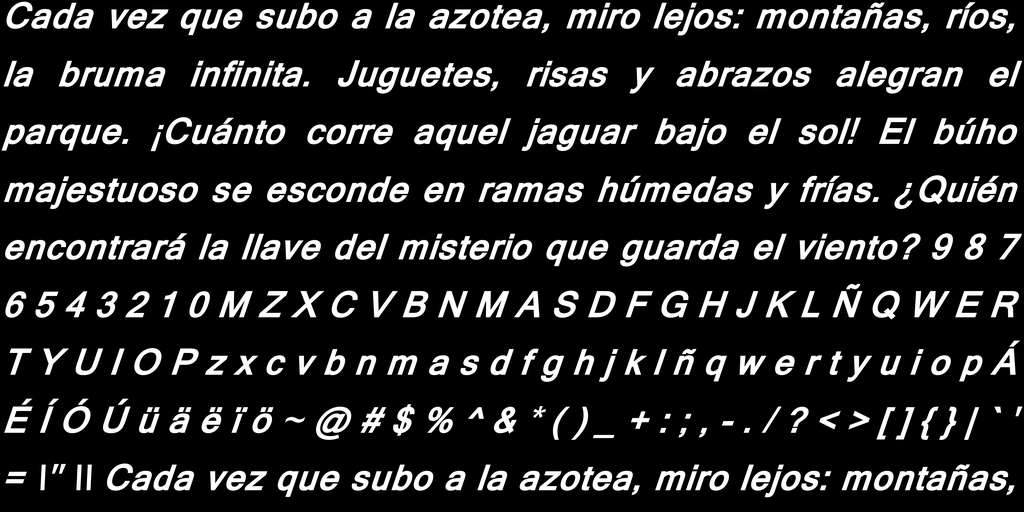 Cada vez que subo a la azotea, miro lejos: montañas, ríos,
la bruma infinita. Juguetes, risas y abrazos alegran el
parque. ¡Cuánto corre aquel jaguar bajo el sol! El búho
majestuoso se esconde en ramas húmedas y frías. ¿Quién
encontrará la llave del misterio que guarda el viento? 9 8 7
6 5 4 3 2 1 0 M Z X C V B N M A S D F G H J K L Ñ Q W E R
T Y U I O P z x c v b n m a s d f g h j k l ñ q w e r t y u i o p Á
É Í Ó Ú ü ä ë ï ö ~ @ # $ % ^ & * ( ) _ + : ; , - . / ? < > [ ] { } | ` '
= \" \\ Cada vez que subo a la azotea, miro lejos: montañas,